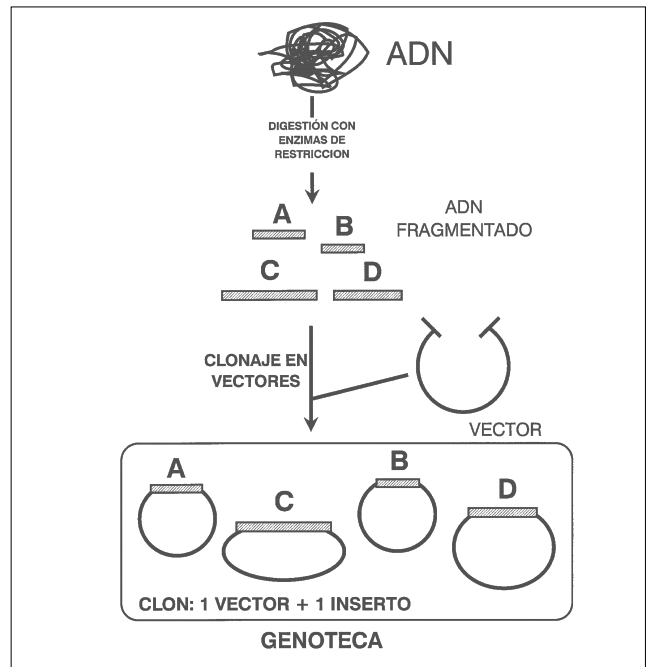 ADN
DIGESTIÓN CON
ENZIMAS DE
RESTRICCION
A
B
ADN
FRAGMENTADO
C
D
CLONAJE EN
VECTORES
VECTOR
A
B
C
D
CLON: 1 VECTOR + 1 INSERTO
GENOTECA